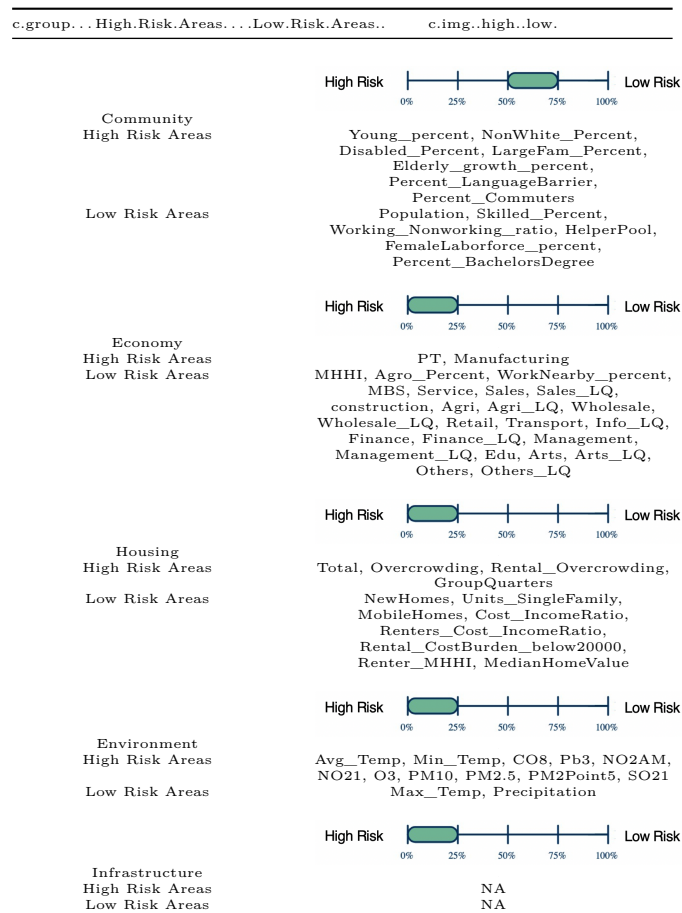 c.group...High.Risk.Areas....Low.Risk.Areas.. c.img..high..low.
High Risk Low Risk
0% 25% 50% 75% 100%
Community
High Risk Areas Young_percent, NonWhite_Percent,
Disabled_Percent, LargeFam_Percent,
Elderly_growth_percent,
Percent_LanguageBarrier,
Percent_Commuters
Low Risk Areas Population, Skilled_Percent,
Working_Nonworking_ratio, HelperPool,
FemaleLaborforce_percent,
Percent_BachelorsDegree
High Risk Low Risk
0% 25% 50% 75% 100%
Economy
High Risk Areas PT, Manufacturing
Low Risk Areas MHHI, Agro_Percent, WorkNearby_percent,
MBS, Service, Sales, Sales_LQ,
construction, Agri, Agri_LQ, Wholesale,
Wholesale_LQ, Retail, Transport, Info_LQ,
Finance, Finance_LQ, Management,
Management_LQ, Edu, Arts, Arts_LQ,
Others, Others_LQ
High Risk Low Risk
0% 25% 50% 75% 100%
Housing
High Risk Areas Total, Overcrowding, Rental_Overcrowding,
GroupQuarters
Low Risk Areas NewHomes, Units_SingleFamily,
MobileHomes, Cost_IncomeRatio,
Renters_Cost_IncomeRatio,
Rental_CostBurden_below20000,
Renter_MHHI, MedianHomeValue
High Risk Low Risk
0% 25% 50% 75% 100%
Environment
High Risk Areas Avg_Temp, Min_Temp, CO8, Pb3, NO2AM,
NO21, O3, PM10, PM2.5, PM2Point5, SO21
Low Risk Areas Max_Temp, Precipitation
High Risk Low Risk
0% 25% 50% 75% 100%
Infrastructure
High Risk Areas NA
Low Risk Areas NA